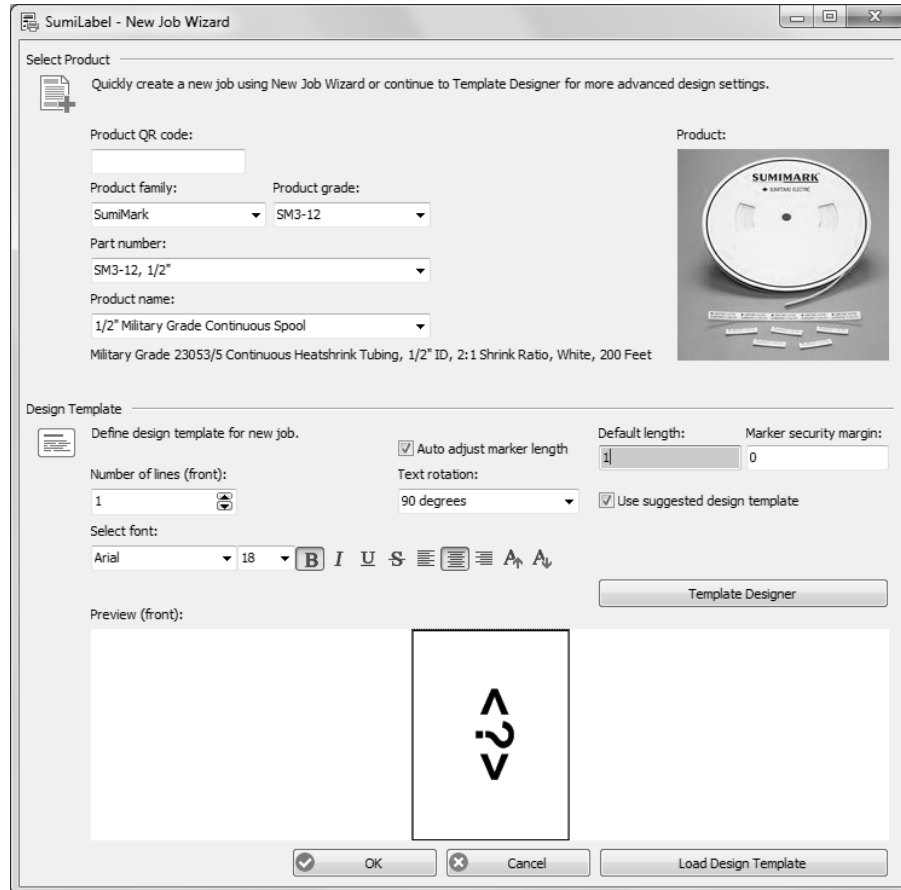 SumiLabel - New Job Wizard
Select Product
Quickly create a new job using New Job Wizard or continue to Template Designer for more advanced design settings.
Product QR code:
Product:
Product family: Product grade:
SumiMark SM3-12
Part number:
SM3-12, 1/2"
Product name:
1/2" Military Grade Continuous Spool
Military Grade 23053/5 Continuous Heatshrink Tubing, 1/2" ID, 2:1 Shrink Ratio, White, 200 Feet
SUMIMARK
SUMITOMO ELECTRIC
Design Template
Define design template for new job.
Auto adjust marker length
Default length: Marker security margin:
1 0
Number of lines (front): Text rotation:
1 90 degrees
Use suggested design template
Select font:
Arial 18 B I U S A A
Template Designer
Preview (front):
<?>
OK Cancel Load Design Template